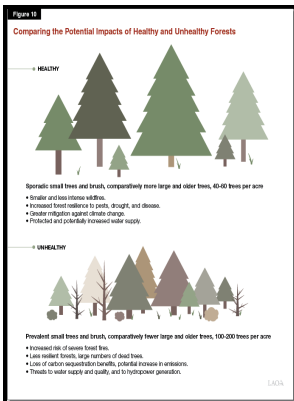 Figure 10
Comparing the Potential Impacts of Healthy and Unhealthy Forests
HEALTHY
Sporadic small trees and brush, comparatively more large and older trees, 40-60 trees per acre
• Smaller and less intense wildfires.
• Increased forest resilience to pests, drought, and disease.
• Greater mitigation against climate change.
• Protected and potentially increased water supply.
UNHEALTHY
Prevalent small trees and brush, comparatively fewer large and older trees, 100-200 trees per acre
• Increased risk of severe forest fires.
• Less resilient forests, large numbers of dead trees.
• Loss of carbon sequestration benefits, potential increase in emissions.
• Threats to water supply and quality, and to hydropower generation.
LAO